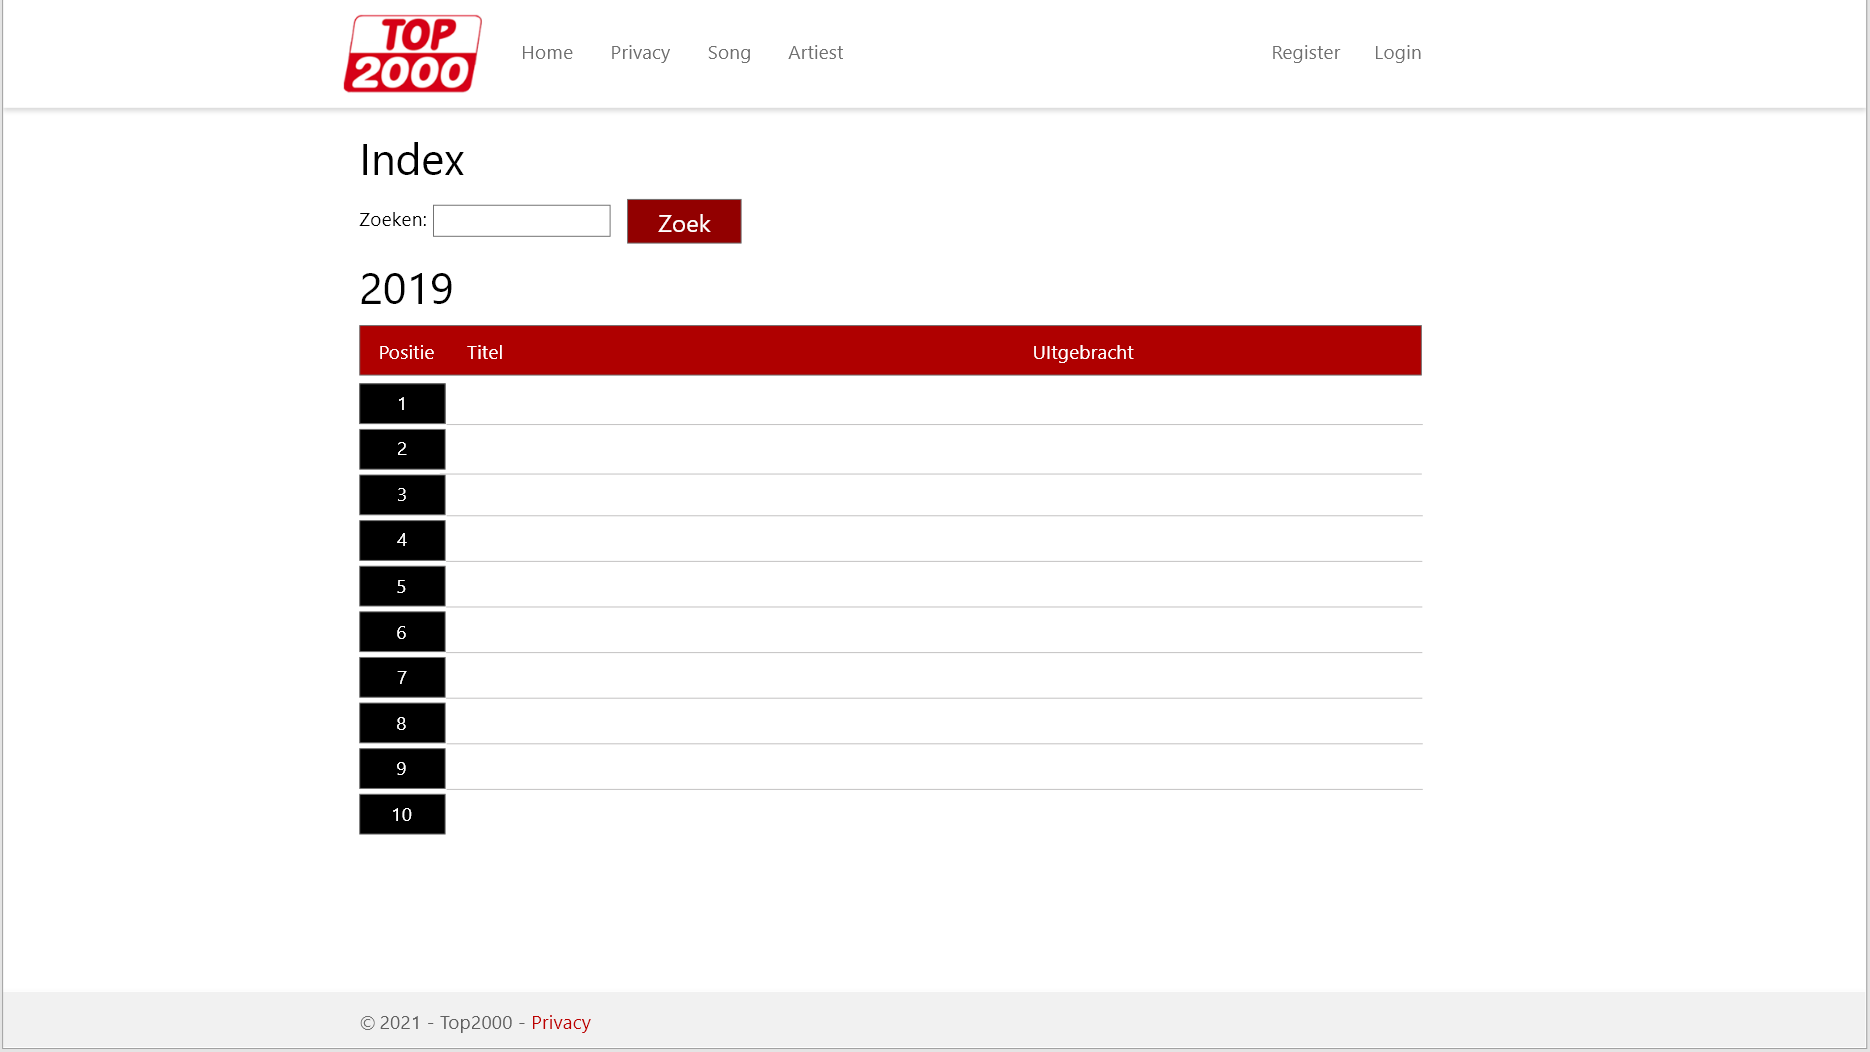 TOP
2000
Home Privacy Song Artiest Register Login
Index
Zoeken: Zoek
2019
Positie Titel UItgebracht
1
2
3
4
5
6
7
8
9
10
© 2021 - Top2000 - Privacy